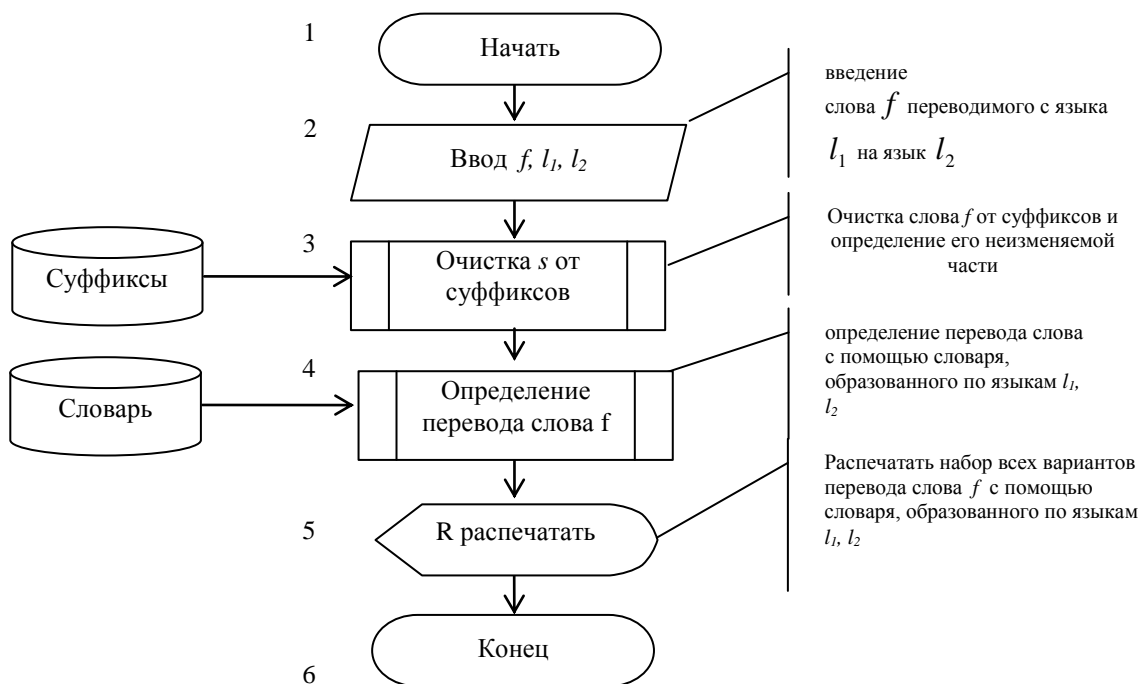 1
Начать
2
Ввод f, l1, l2
введение
слова f переводимого с языка
l1 на язык l2
3
Суффиксы
Очистка s от
суффиксов
Очистка слова f от суффиксов и
определение его неизменяемой
части
4
Словарь
Определение
перевода слова f
определение перевода слова
с помощью словаря,
образованного по языкам l1,
l2
5
R распечатать
Распечатать набор всех вариантов
перевода слова f с помощью
словаря, образованного по языкам
l1, l2
Конец
6